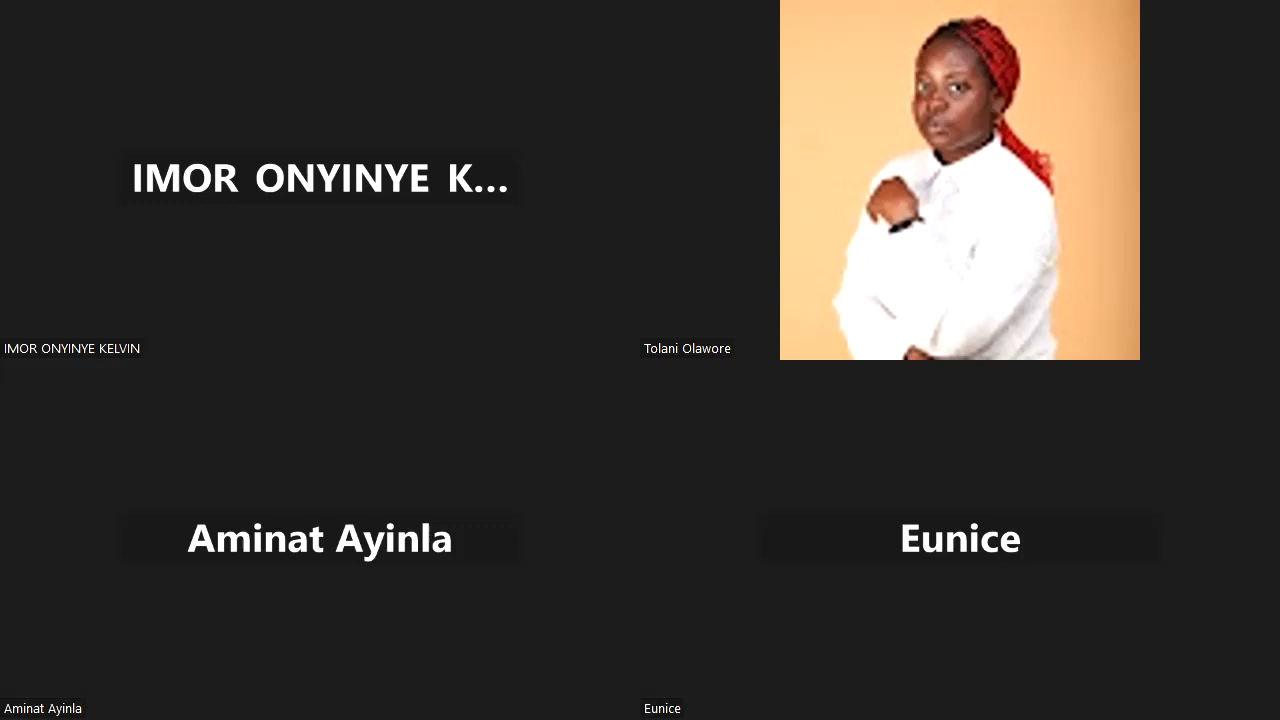 IMOR ONYINYE K...
IMOR ONYINYE KELVIN
Tolani Olawore
Aminat Ayinla
Eunice
Aminat Ayinla
Eunice